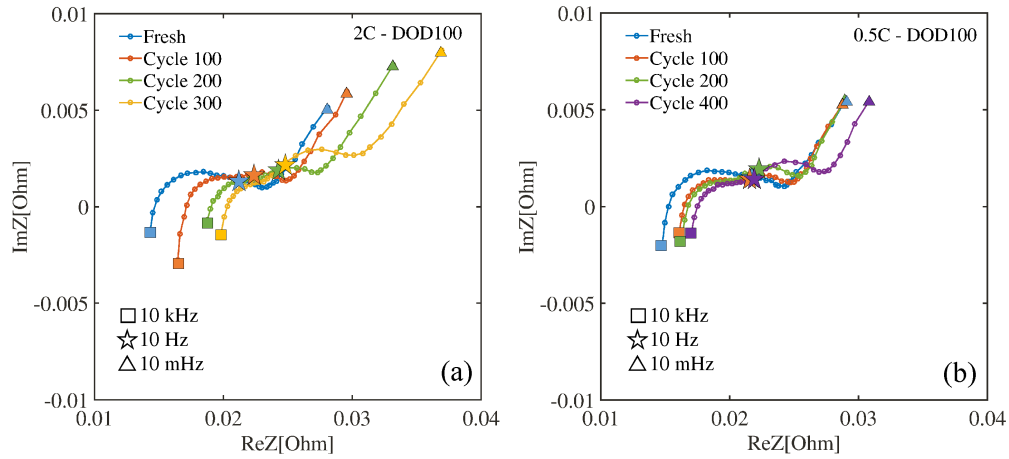 0.01
0.005
0
-0.005
-0.01
0.01
0.02
0.03
0.04
ImZ[Ohm]
ReZ[Ohm]
2C - DOD100
Fresh
Cycle 100
Cycle 200
Cycle 300
10 kHz
10 Hz
10 mHz
(a)
0.01
0.005
0
-0.005
-0.01
0.01
0.02
0.03
0.04
ImZ[Ohm]
ReZ[Ohm]
0.5C - DOD100
Fresh
Cycle 100
Cycle 200
Cycle 400
10 kHz
10 Hz
10 mHz
(b)